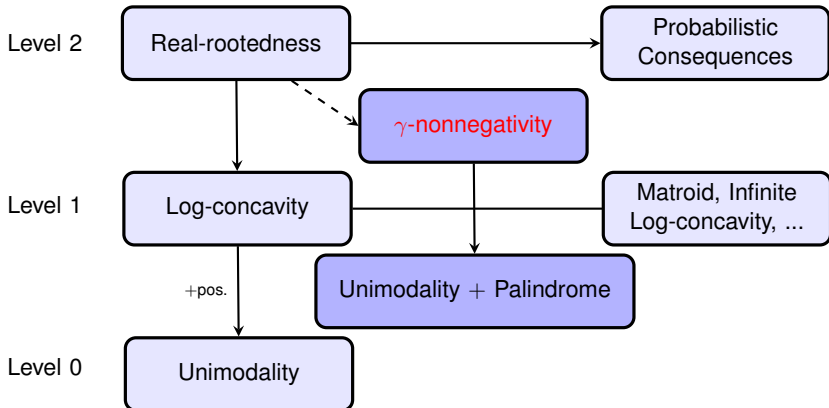 Level 2
Real-rootedness
Probabilistic
Consequences
γ-nonnegativity
Level 1
Log-concavity
Matroid, Infinite
Log-concavity, ...
+pos.
Unimodality + Palindrome
Level 0
Unimodality